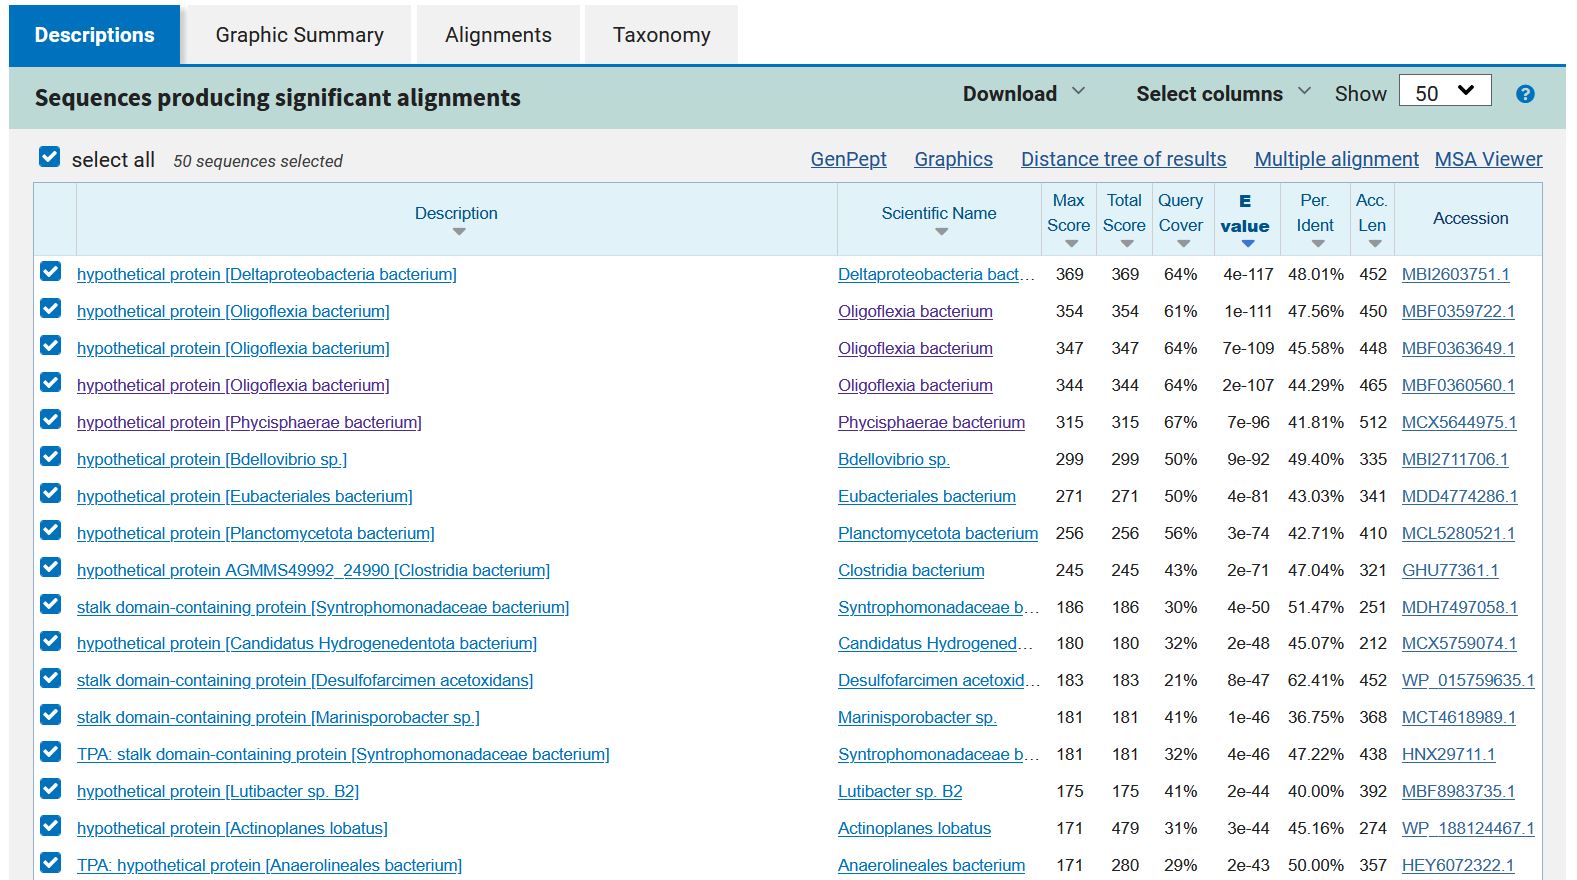 Descriptions Graphic Summary Alignments Taxonomy
Sequences producing significant alignments Download Select columns Show 50 ?
select all 50 sequences selected GenPept Graphics Distance tree of results Multiple alignment MSA Viewer
Description Scientific Name Max Score Total Score Query Cover E value Per. Ident Acc. Len Accession
hypothetical protein [Deltaproteobacteria bacterium] Deltaproteobacteria bact... 369 369 64% 4e-117 48.01% 452 MBI2603751.1
hypothetical protein [Oligoflexia bacterium] Oligoflexia bacterium 354 354 61% 1e-111 47.56% 450 MBF0359722.1
hypothetical protein [Oligoflexia bacterium] Oligoflexia bacterium 347 347 64% 7e-109 45.58% 448 MBF0363649.1
hypothetical protein [Oligoflexia bacterium] Oligoflexia bacterium 344 344 64% 2e-107 44.29% 465 MBF0360560.1
hypothetical protein [Phycisphaerae bacterium] Phycisphaerae bacterium 315 315 67% 7e-96 41.81% 512 MCX5644975.1
hypothetical protein [Bdellovibrio sp.] Bdellovibrio sp. 299 299 50% 9e-92 49.40% 335 MBI2711706.1
hypothetical protein [Eubacteriales bacterium] Eubacteriales bacterium 271 271 50% 4e-81 43.03% 341 MDD4774286.1
hypothetical protein [Planctomycetota bacterium] Planctomycetota bacterium 256 256 56% 3e-74 42.71% 410 MCL5280521.1
hypothetical protein AGMMS49992_24990 [Clostridia bacterium] Clostridia bacterium 245 245 43% 2e-71 47.04% 321 GHU77361.1
stalk domain-containing protein [Syntrophomonadaceae bacterium] Syntrophomonadaceae b... 186 186 30% 4e-50 51.47% 251 MDH7497058.1
hypothetical protein [Candidatus Hydrogenedentota bacterium] Candidatus Hydrogened... 180 180 32% 2e-48 45.07% 212 MCX5759074.1
stalk domain-containing protein [Desulfofarcimen acetoxidans] Desulfofarcimen acetoxid... 183 183 21% 8e-47 62.41% 452 WP_015759635.1
stalk domain-containing protein [Marinisporobacter sp.] Marinisporobacter sp. 181 181 41% 1e-46 36.75% 368 MCT4618989.1
TPA: stalk domain-containing protein [Syntrophomonadaceae bacterium] Syntrophomonadaceae b... 181 181 32% 4e-46 47.22% 438 HNX29711.1
hypothetical protein [Lutibacter sp. B2] Lutibacter sp. B2 175 175 41% 2e-44 40.00% 392 MBF8983735.1
hypothetical protein [Actinoplanes lobatus] Actinoplanes lobatus 171 479 31% 3e-44 45.16% 274 WP_188124467.1
TPA: hypothetical protein [Anaerolineales bacterium] Anaerolineales bacterium 171 280 29% 2e-43 50.00% 357 HEY6072322.1